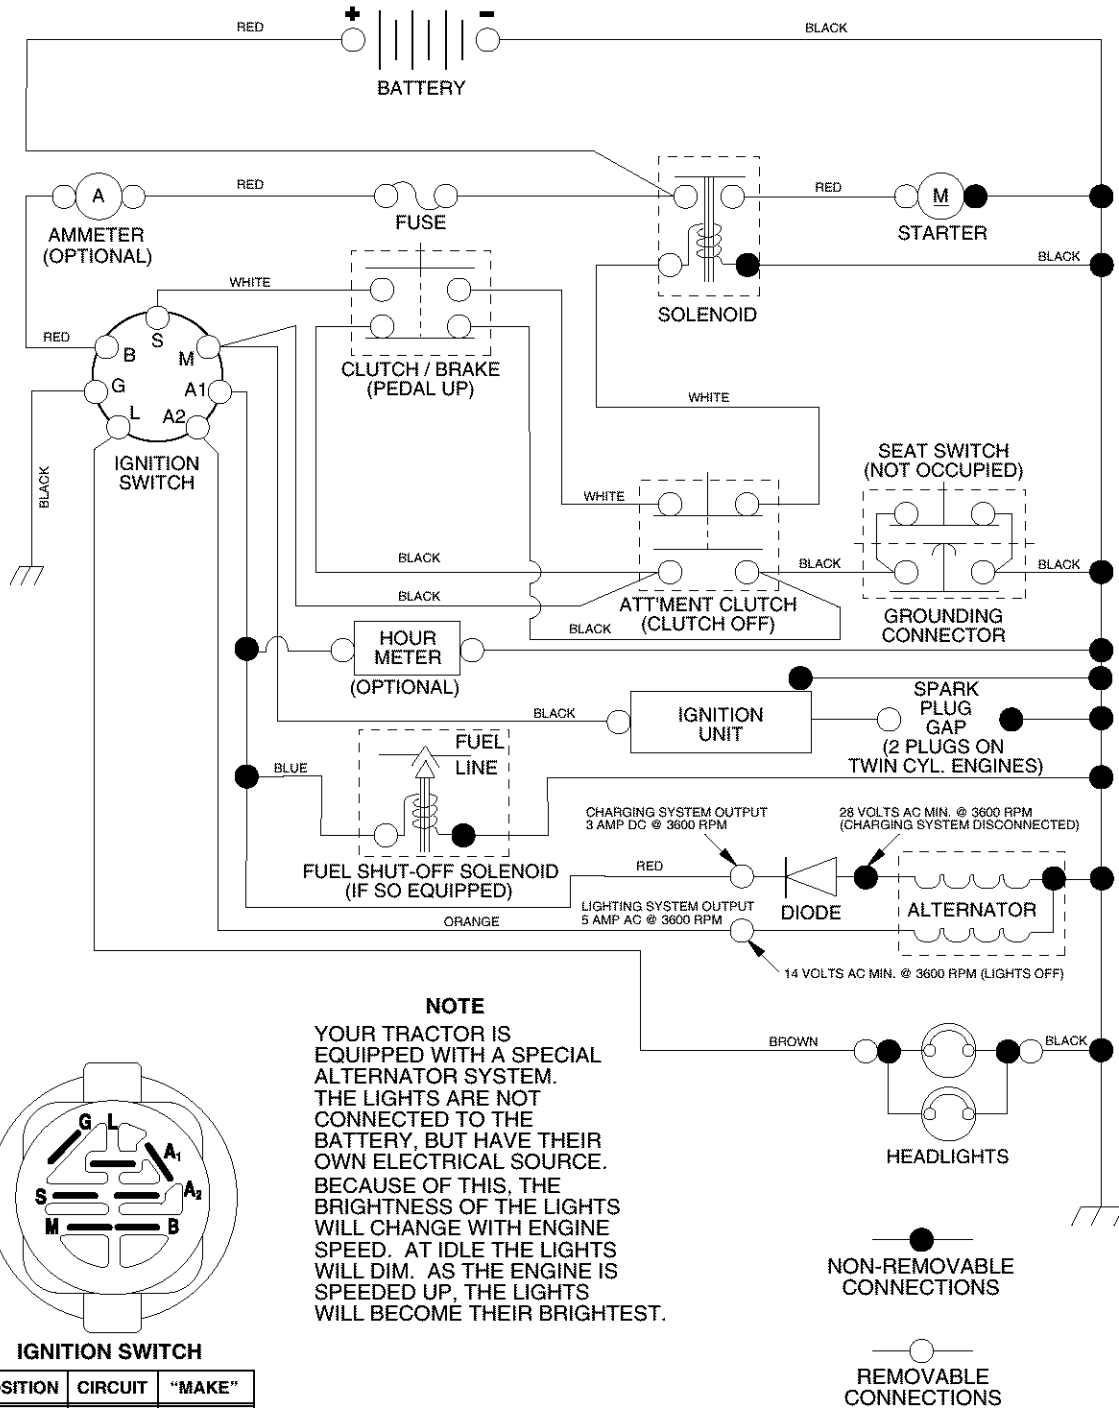 + -
RED
BLACK
BATTERY
RED
A
AMMETER
(OPTIONAL)
FUSE
RED
M
STARTER
BLACK
SOLENOID
WHITE
CLUTCH / BRAKE
(PEDAL UP)
RED
S
B
M
G
A1
L
A2
IGNITION
SWITCH
BLACK
WHITE
SEAT SWITCH
(NOT OCCUPIED)
WHITE
BLACK
BLACK
BLACK
BLACK
ATT'MENT CLUTCH
(CLUTCH OFF)
BLACK
GROUNDING
CONNECTOR
HOUR
METER
(OPTIONAL)
BLACK
IGNITION
UNIT
SPARK
PLUG
GAP
(2 PLUGS ON
TWIN CYL. ENGINES)
FUEL
LINE
BLUE
FUEL SHUT-OFF SOLENOID
(IF SO EQUIPPED)
CHARGING SYSTEM OUTPUT
3 AMP DC @ 3600 RPM
28 VOLTS AC MIN. @ 3600 RPM
(CHARGING SYSTEM DISCONNECTED)
RED
DIODE
ALTERNATOR
LIGHTING SYSTEM OUTPUT
5 AMP AC @ 3600 RPM
ORANGE
14 VOLTS AC MIN. @ 3600 RPM (LIGHTS OFF)
NOTE
YOUR TRACTOR IS
EQUIPPED WITH A SPECIAL
ALTERNATOR SYSTEM.
THE LIGHTS ARE NOT
CONNECTED TO THE
BATTERY, BUT HAVE THEIR
OWN ELECTRICAL SOURCE.
BECAUSE OF THIS, THE
BRIGHTNESS OF THE LIGHTS
WILL CHANGE WITH ENGINE
SPEED. AT IDLE THE LIGHTS
WILL DIM. AS THE ENGINE IS
SPEEDED UP, THE LIGHTS
WILL BECOME THEIR BRIGHTEST.
BROWN
BLACK
HEADLIGHTS
NON-REMOVABLE
CONNECTIONS
REMOVABLE
CONNECTIONS
G L
A1
S
A2
M B
IGNITION SWITCH
SITION CIRCUIT "MAKE"